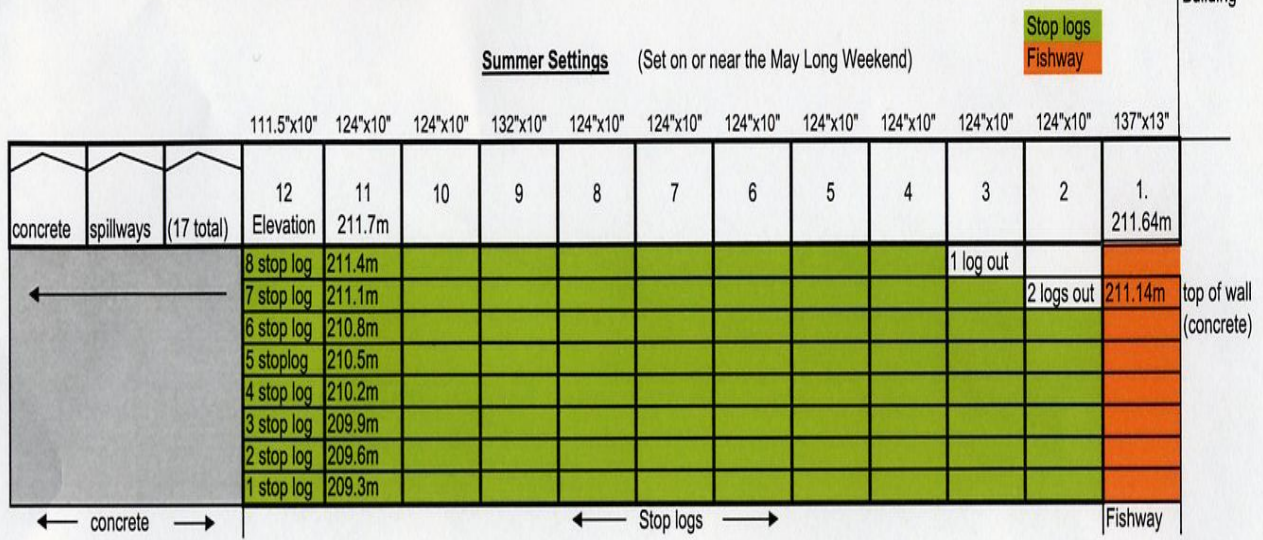 Building
Stop logs
Summer Settings (Set on or near the May Long Weekend)
Fishway
111.5"x10" 124"x10" 124"x10" 132"x10" 124"x10" 124"x10" 124"x10" 124"x10" 124"x10" 124"x10" 124"x10" 137"x13"
12 11 10 9 8 7 6 5 4 3 2 1.
concrete spillways (17 total) Elevation 211.7m 211.64m
8 stop log 211.4m 1 log out
7 stop log 211.1m 2 logs out 211.14m top of wall
6 stop log 210.8m (concrete)
5 stoplog 210.5m
4 stop log 210.2m
3 stop log 209.9m
2 stop log 209.6m
1 stop log 209.3m
concrete Stop logs Fishway